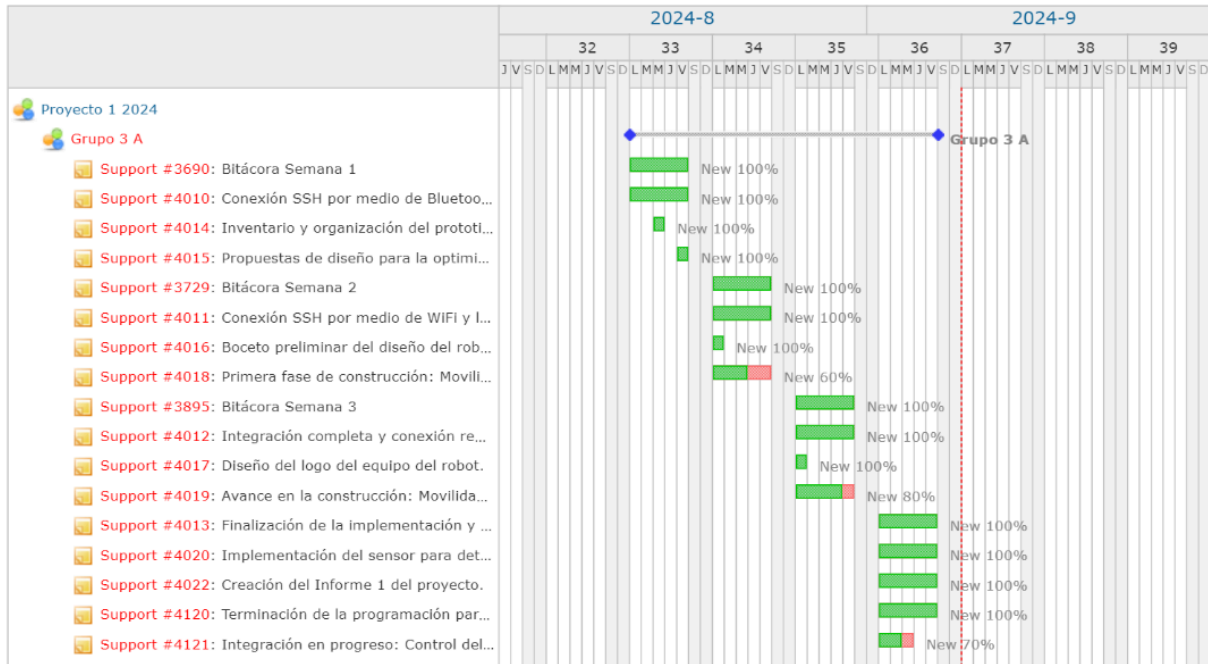 2024-8 2024-9
32 33 34 35 36 37 38 39
J V S D L M M J V S D L M M J V S D L M M J V S D L M M J V S D L M M J V S D L M M J V S D L M M J V S D L M M J V S D
Proyecto 1 2024
Grupo 3 A Grupo 3 A
Support #3690: Bitácora Semana 1 New 100%
Support #4010: Conexión SSH por medio de Bluetoo... New 100%
Support #4014: Inventario y organización del prototi... New 100%
Support #4015: Propuestas de diseño para la optimi... New 100%
Support #3729: Bitácora Semana 2 New 100%
Support #4011: Conexión SSH por medio de WiFi y l... New 100%
Support #4016: Boceto preliminar del diseño del rob... New 100%
Support #4018: Primera fase de construcción: Movili... New 60%
Support #3895: Bitácora Semana 3 New 100%
Support #4012: Integración completa y conexión re... New 100%
Support #4017: Diseño del logo del equipo del robot. New 100%
Support #4019: Avance en la construcción: Movilida... New 80%
Support #4013: Finalización de la implementación y ... New 100%
Support #4020: Implementación del sensor para det... New 100%
Support #4022: Creación del Informe 1 del proyecto. New 100%
Support #4120: Terminación de la programación par... New 100%
Support #4121: Integración en progreso: Control del... New 70%